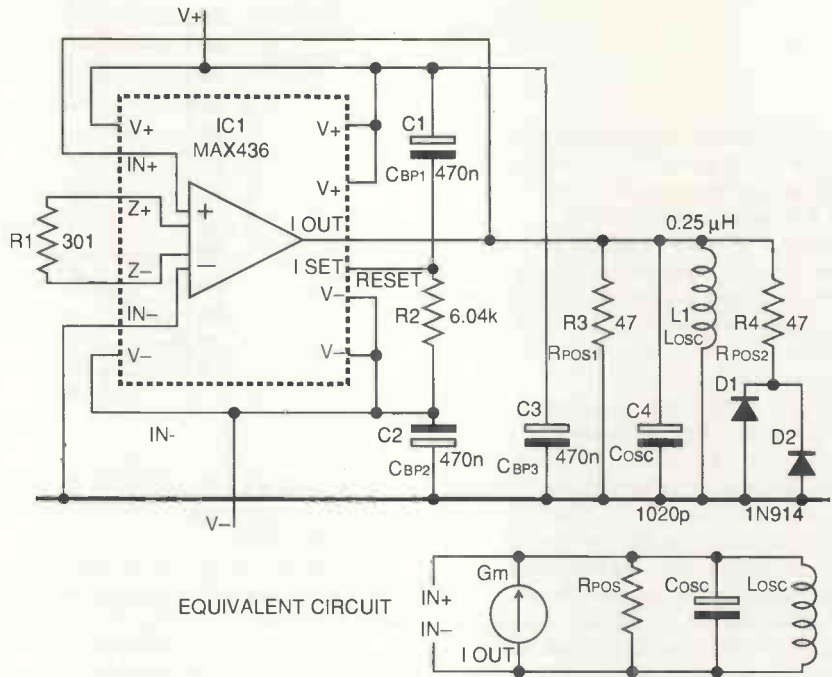 V+
V+
IN+
Z+
R1
301
Z−
IN−
V−
IN-
V−
IC1
MAX436
+
−
V+
V+
I OUT
I SET
V−
V−
C1
CBP1
470n
RESET
R2
6.04k
C2
CBP2
470n
C3
CBP3
470n
R3
47
RPOS1
C4
COSC
1020p
0.25 µH
L1
LOSC
R4
47
RPOS2
D1
D2
1N914
EQUIVALENT CIRCUIT
IN+
IN−
Gm
I OUT
RPOS
COSC
LOSC